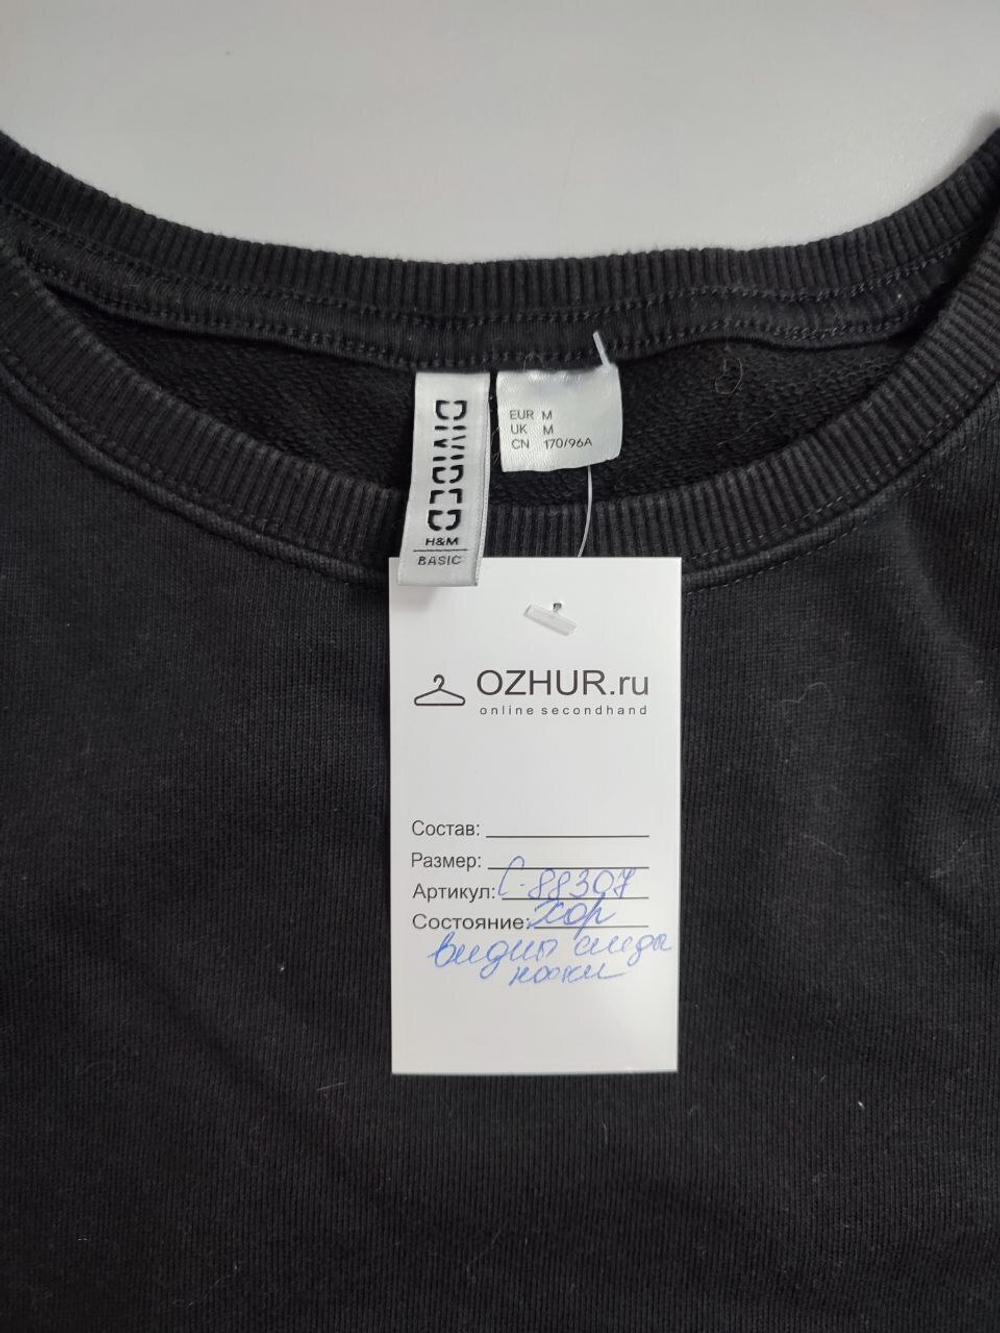 DIVIDED
H&M
BASIC
EUR M
UK M
CN 170/96A
OZHUR.ru
online secondhand
Состав:
Размер:
Артикул: С-88307
Состояние: хор
видны следы
носки